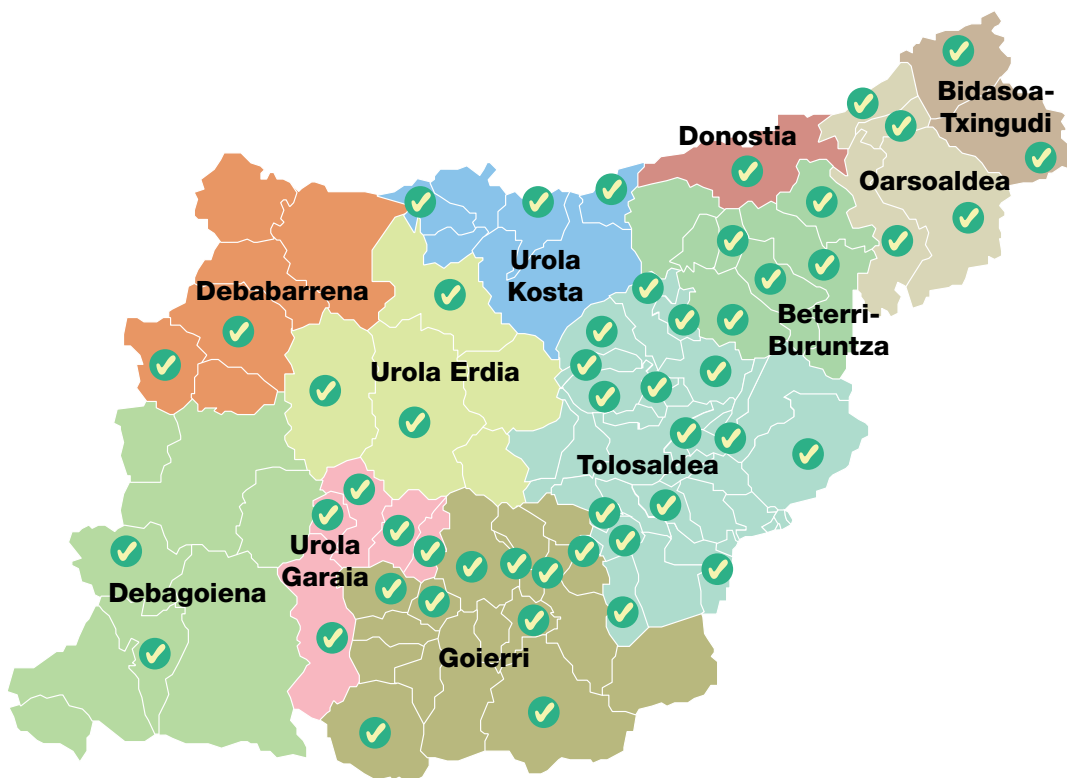 Bidasoa-
Txingudi
Donostia
Oarsoaldea
Urola
Kosta
Debabarrena
Beterri-
Buruntza
Urola Erdia
Tolosaldea
Urola
Garaia
Debagoiena
Goierri